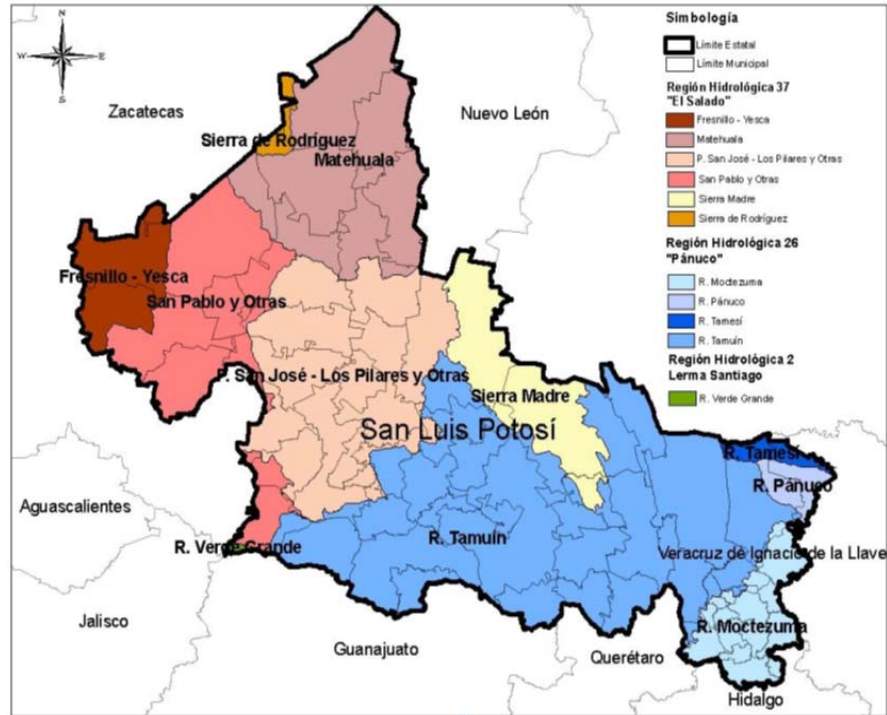 N
W
E
S
Zacatecas
Nuevo León
Sierra de Rodríguez
Matehuala
Fresnillo - Yesca
San Pablo y Otras
P. San José - Los Pilares y Otras
Sierra Madre
San Luis Potosí
R. Tamesí
R. Pánuco
Aguascalientes
R. Verde Grande
R. Tamuín
Veracruz de Ignacio de la Llave
Jalisco
R. Moctezuma
Guanajuato
Querétaro
Hidalgo
Simbología
Límite Estatal
Límite Municipal
Región Hidrológica 37
"El Salado"
Fresnillo - Yesca
Matehuala
P. San José - Los Pilares y Otras
San Pablo y Otras
Sierra Madre
Sierra de Rodríguez
Región Hidrológica 26
"Pánuco"
R. Moctezuma
R. Pánuco
R. Tamesí
R. Tamuín
Región Hidrológica 2
Lerma Santiago
R. Verde Grande